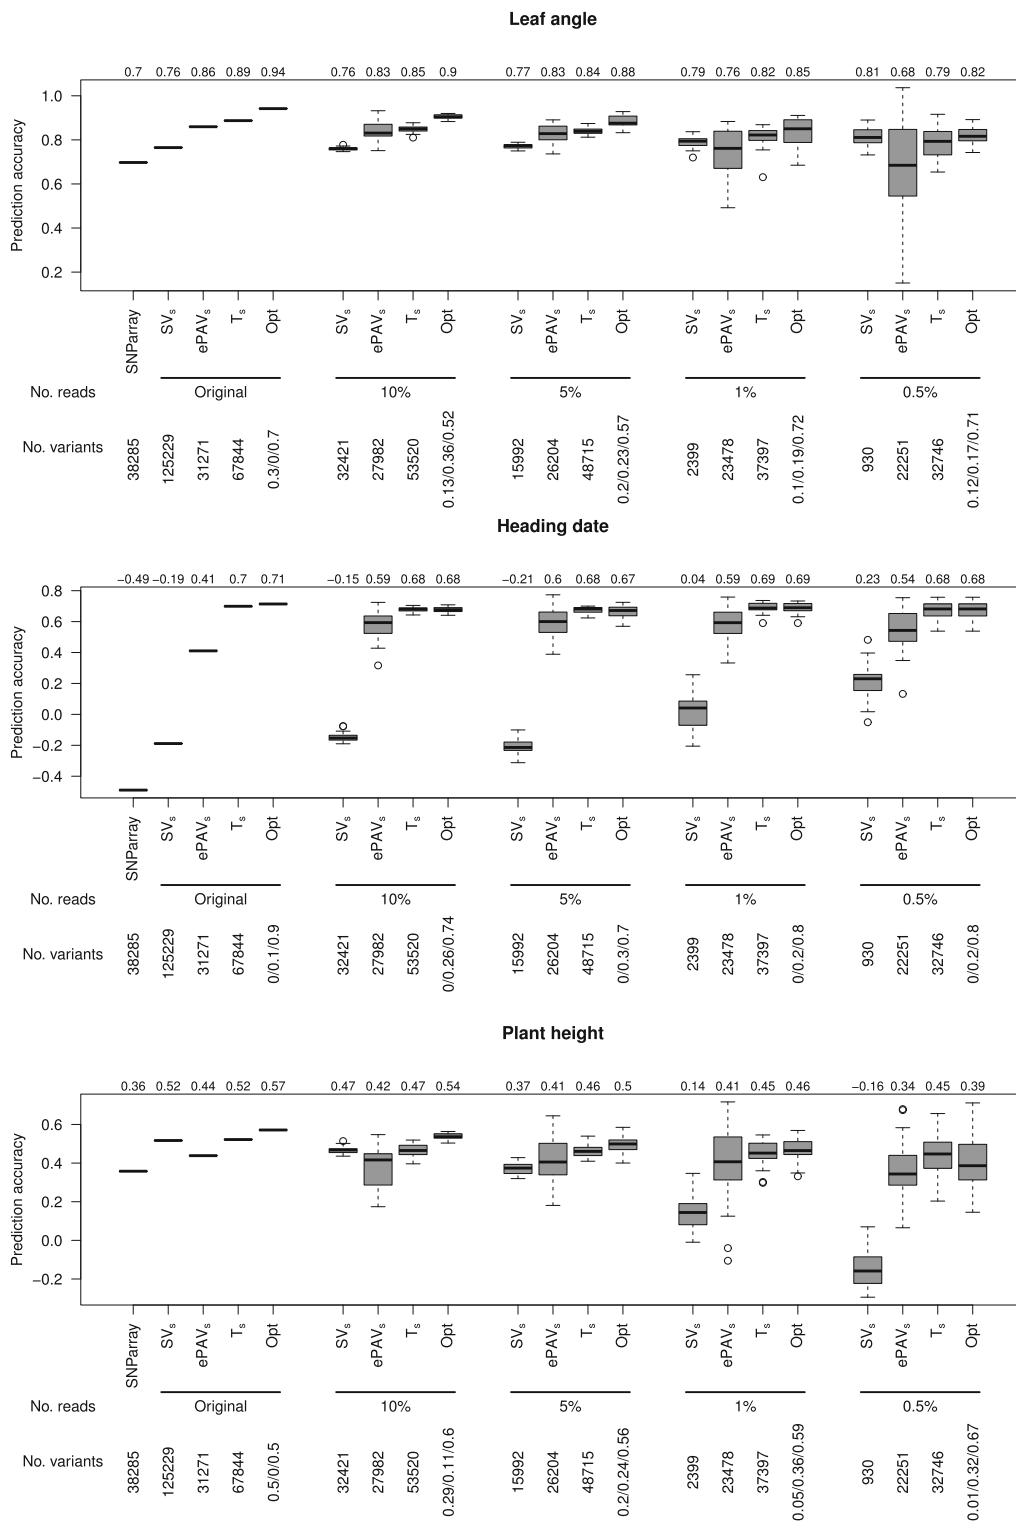 Leaf angle
0.7 0.76 0.86 0.89 0.94 0.76 0.83 0.85 0.9 0.77 0.83 0.84 0.88 0.79 0.76 0.82 0.85 0.81 0.68 0.79 0.82
Prediction accuracy
1.0
0.8
0.6
0.4
0.2
SNParray SVs ePAVs Ts Opt SVs ePAVs Ts Opt SVs ePAVs Ts Opt SVs ePAVs Ts Opt SVs ePAVs Ts Opt
No. reads Original 10% 5% 1% 0.5%
No. variants 38285 125229 31271 67844 0.3/0/0.7 32421 27982 53520 0.13/0.36/0.52 15992 26204 48715 0.2/0.23/0.57 2399 23478 37397 0.1/0.19/0.72 930 22251 32746 0.12/0.17/0.71
Heading date
−0.49 −0.19 0.41 0.7 0.71 −0.15 0.59 0.68 0.68 −0.21 0.6 0.68 0.67 0.04 0.59 0.69 0.69 0.23 0.54 0.68 0.68
Prediction accuracy
0.8
0.6
0.4
0.2
0.0
−0.2
−0.4
SNParray SVs ePAVs Ts Opt SVs ePAVs Ts Opt SVs ePAVs Ts Opt SVs ePAVs Ts Opt SVs ePAVs Ts Opt
No. reads Original 10% 5% 1% 0.5%
No. variants 38285 125229 31271 67844 0/0.1/0.9 32421 27982 53520 0/0.26/0.74 15992 26204 48715 0/0.3/0.7 2399 23478 37397 0/0.2/0.8 930 22251 32746 0/0.2/0.8
Plant height
0.36 0.52 0.44 0.52 0.57 0.47 0.42 0.47 0.54 0.37 0.41 0.46 0.5 0.14 0.41 0.45 0.46 −0.16 0.34 0.45 0.39
Prediction accuracy
0.6
0.4
0.2
0.0
−0.2
SNParray SVs ePAVs Ts Opt SVs ePAVs Ts Opt SVs ePAVs Ts Opt SVs ePAVs Ts Opt SVs ePAVs Ts Opt
No. reads Original 10% 5% 1% 0.5%
No. variants 38285 125229 31271 67844 0.5/0/0.5 32421 27982 53520 0.29/0.11/0.6 15992 26204 48715 0.2/0.24/0.56 2399 23478 37397 0.05/0.36/0.59 930 22251 32746 0.01/0.32/0.67